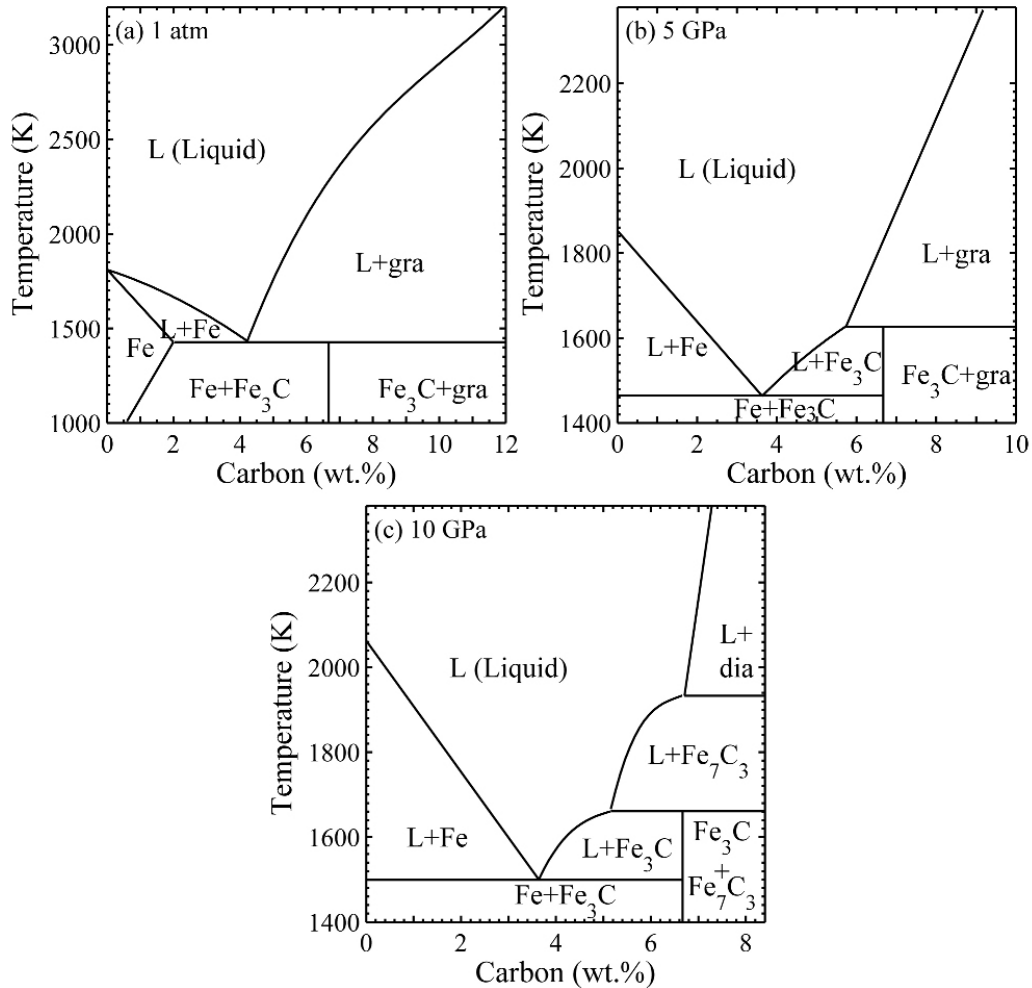 (a) 1 atm
Temperature (K)
3000
2500
2000
1500
1000
L (Liquid)
L+gra
L+Fe
Fe
Fe+Fe₃C
Fe₃C+gra
0 2 4 6 8 10 12
Carbon (wt.%)
(b) 5 GPa
Temperature (K)
2200
2000
1800
1600
1400
L (Liquid)
L+gra
L+Fe
L+Fe₃C
Fe₃C+gra
Fe+Fe₃C
0 2 4 6 8 10
Carbon (wt.%)
(c) 10 GPa
Temperature (K)
2200
2000
1800
1600
1400
L (Liquid)
L+
dia
L+Fe₇C₃
L+Fe
L+Fe₃C
Fe₃C
+
Fe₇C₃
Fe+Fe₃C
0 2 4 6 8
Carbon (wt.%)